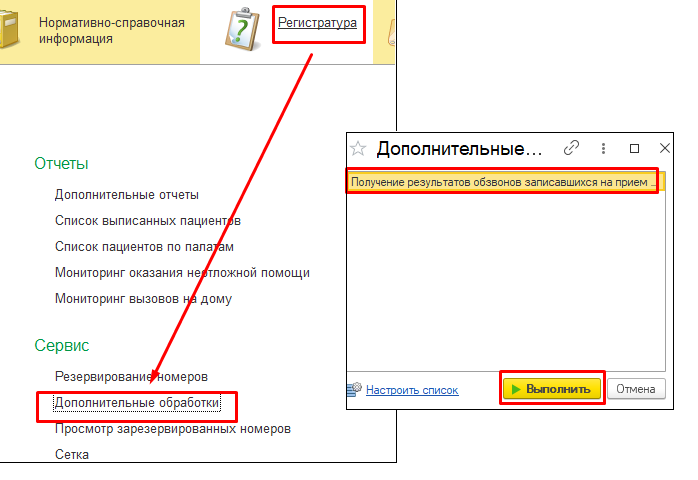 Нормативно-справочная
информация
Регистратура
Отчеты
Дополнительные отчеты
Список выписанных пациентов
Список пациентов по палатам
Мониторинг оказания неотложной помощи
Мониторинг вызовов на дому
Сервис
Резервирование номеров
Дополнительные обработки
Просмотр зарезервированных номеров
Сетка
Дополнительные...
Получение результатов обзвонов записавшихся на прием ...
Настроить список
Выполнить
Отмена